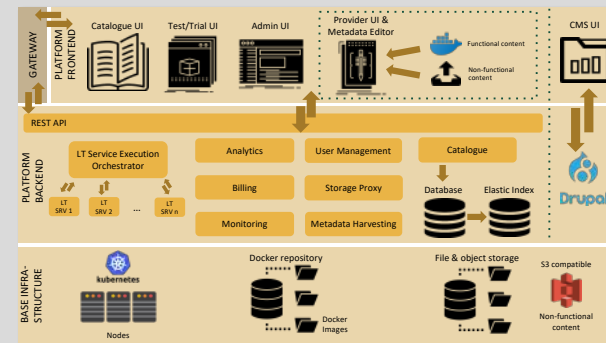 GATEWAY
PLATFORM
FRONTEND
Catalogue UI
Test/Trial UI
Admin UI
Provider UI &
Metadata Editor
Functional content
Non-functional
content
CMS UI
REST API
PLATFORM
BACKEND
LT Service Execution
Orchestrator
LT
SRV 1
LT
SRV 2
...
LT
SRV n
Analytics
User Management
Billing
Storage Proxy
Monitoring
Metadata Harvesting
Catalogue
Database
Elastic Index
Drupal
BASE INFRA-
STRUCTURE
kubernetes
Nodes
Docker repository
Docker
Images
File & object storage
S3 compatible
Non-functional
content